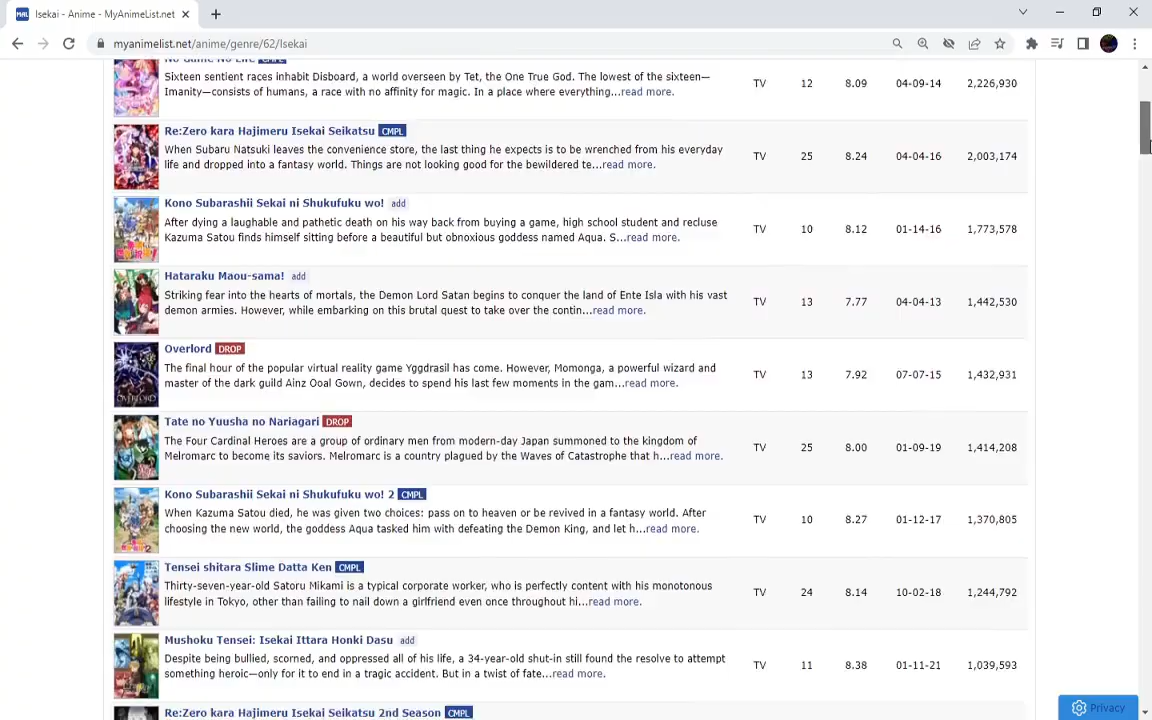 Isekai - Anime - MyAnimeList.net
myanimelist.net/anime/genre/62/Isekai
No Game No Life CMPL
Sixteen sentient races inhabit Disboard, a world overseen by Tet, the One True God. The lowest of the sixteen—
Imanity—consists of humans, a race with no affinity for magic. In a place where everything...read more.
TV 12 8.09 04-09-14 2,226,930
Re:Zero kara Hajimeru Isekai Seikatsu CMPL
When Subaru Natsuki leaves the convenience store, the last thing he expects is to be wrenched from his everyday
life and dropped into a fantasy world. Things are not looking good for the bewildered te...read more.
TV 25 8.24 04-04-16 2,003,174
Kono Subarashii Sekai ni Shukufuku wo! add
After dying a laughable and pathetic death on his way back from buying a game, high school student and recluse
Kazuma Satou finds himself sitting before a beautiful but obnoxious goddess named Aqua. S...read more.
TV 10 8.12 01-14-16 1,773,578
Hataraku Maou-sama! add
Striking fear into the hearts of mortals, the Demon Lord Satan begins to conquer the land of Ente Isla with his vast
demon armies. However, while embarking on this brutal quest to take over the contin...read more.
TV 13 7.77 04-04-13 1,442,530
Overlord DROP
The final hour of the popular virtual reality game Yggdrasil has come. However, Momonga, a powerful wizard and
master of the dark guild Ainz Ooal Gown, decides to spend his last few moments in the gam...read more.
TV 13 7.92 07-07-15 1,432,931
OVERLORD
Tate no Yuusha no Nariagari DROP
The Four Cardinal Heroes are a group of ordinary men from modern-day Japan summoned to the kingdom of
Melromarc to become its saviors. Melromarc is a country plagued by the Waves of Catastrophe that h...read more.
TV 25 8.00 01-09-19 1,414,208
Kono Subarashii Sekai ni Shukufuku wo! 2 CMPL
When Kazuma Satou died, he was given two choices: pass on to heaven or be revived in a fantasy world. After
choosing the new world, the goddess Aqua tasked him with defeating the Demon King, and let h...read more.
TV 10 8.27 01-12-17 1,370,805
Tensei shitara Slime Datta Ken CMPL
Thirty-seven-year-old Satoru Mikami is a typical corporate worker, who is perfectly content with his monotonous
lifestyle in Tokyo, other than failing to nail down a girlfriend even once throughout hi...read more.
TV 24 8.14 10-02-18 1,244,792
Mushoku Tensei: Isekai Ittara Honki Dasu add
Despite being bullied, scorned, and oppressed all of his life, a 34-year-old shut-in still found the resolve to attempt
something heroic—only for it to end in a tragic accident. But in a twist of fate...read more.
TV 11 8.38 01-11-21 1,039,593
Re:Zero kara Hajimeru Isekai Seikatsu 2nd Season CMPL
Privacy